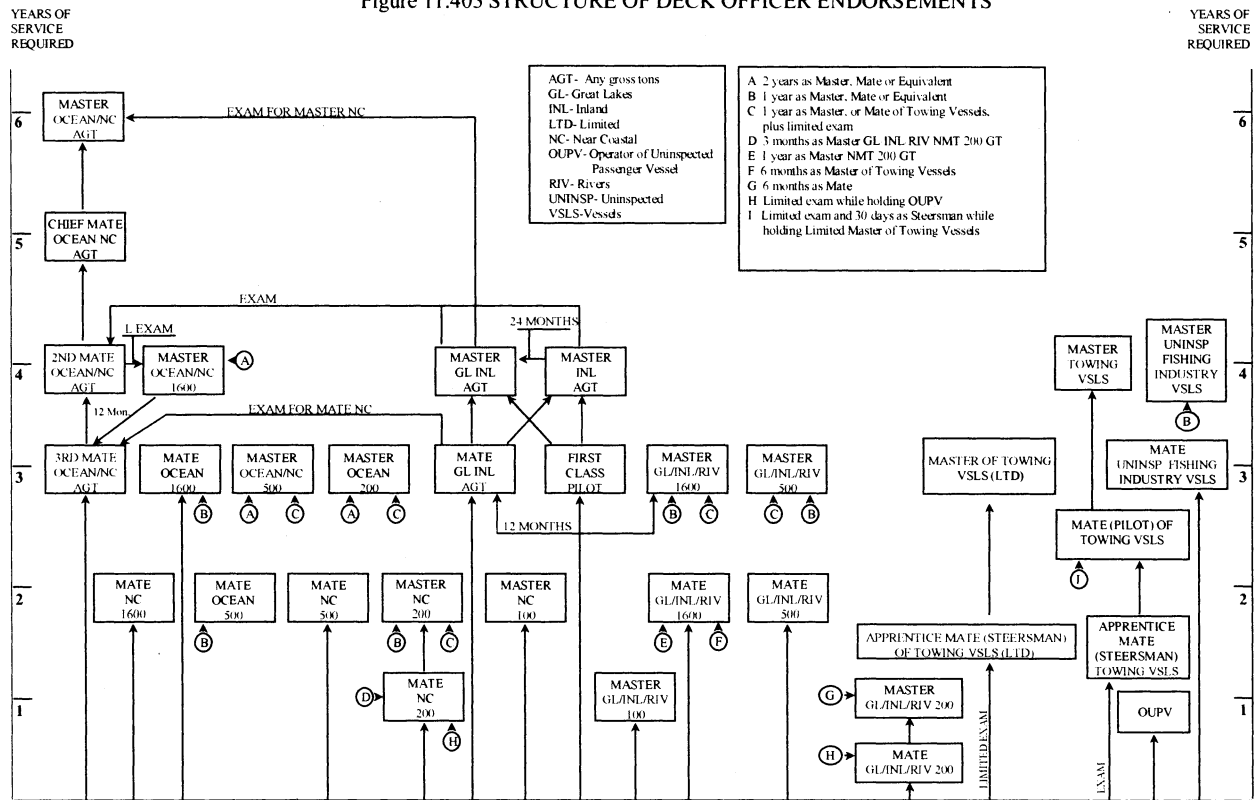 Figure 11.403 STRUCTURE OF DECK OFFICER ENDORSEMENTS
YEARS OF
SERVICE
REQUIRED
YEARS OF
SERVICE
REQUIRED
AGT- Any gross tons
GL- Great Lakes
INL- Inland
LTD- Limited
NC- Near Coastal
OUPV- Operator of Uninspected
Passenger Vessel
RIV- Rivers
UNINSP- Uninspected
VSLS-Vessels
A 2 years as Master, Mate or Equivalent
B 1 year as Master, Mate or Equivalent
C 1 year as Master, or Mate of Towing Vessels,
plus limited exam
D 3 months as Master GL INL RIV NMT 200 GT
E 1 year as Master NMT 200 GT
F 6 months as Master of Towing Vessels
G 6 months as Mate
H Limited exam while holding OUPV
I Limited exam and 30 days as Steersman while
holding Limited Master of Towing Vessels
6
MASTER
OCEAN/NC
AGT
EXAM FOR MASTER NC
6
5
CHIEF MATE
OCEAN NC
AGT
5
EXAM
L EXAM
24 MONTHS
4
2ND MATE
OCEAN/NC
AGT
MASTER
OCEAN/NC
1600
A
MASTER
GL INL
AGT
MASTER
INL
AGT
MASTER
TOWING
VSLS
MASTER
UNINSP
FISHING
INDUSTRY
VSLS
B
4
12 Mon.
EXAM FOR MATE NC
3
3RD MATE
OCEAN/NC
AGT
MATE
OCEAN
1600
B
MASTER
OCEAN/NC
500
A
C
MASTER
OCEAN
200
A
C
MATE
GL INL
AGT
FIRST
CLASS
PILOT
MASTER
GL/INL/RIV
1600
B
C
MASTER
GL/INL/RIV
500
C
B
MASTER OF TOWING
VSLS (LTD)
MATE
UNINSP FISHING
INDUSTRY VSLS
3
12 MONTHS
MATE (PILOT) OF
TOWING VSLS
I
2
MATE
NC
1600
MATE
OCEAN
500
B
MATE
NC
500
MASTER
NC
200
B
C
MASTER
NC
100
MATE
GL/INL/RIV
1600
E
F
MATE
GL/INL/RIV
500
2
APPRENTICE MATE (STEERSMAN)
OF TOWING VSLS (LTD)
APPRENTICE
MATE
(STEERSMAN)
TOWING VSLS
1
D
MATE
NC
200
H
MASTER
GL/INL/RIV
100
G
MASTER
GL/INL/RIV 200
OUPV
1
H
MATE
GL/INL/RIV 200
LIMITED EXAM
EXAM